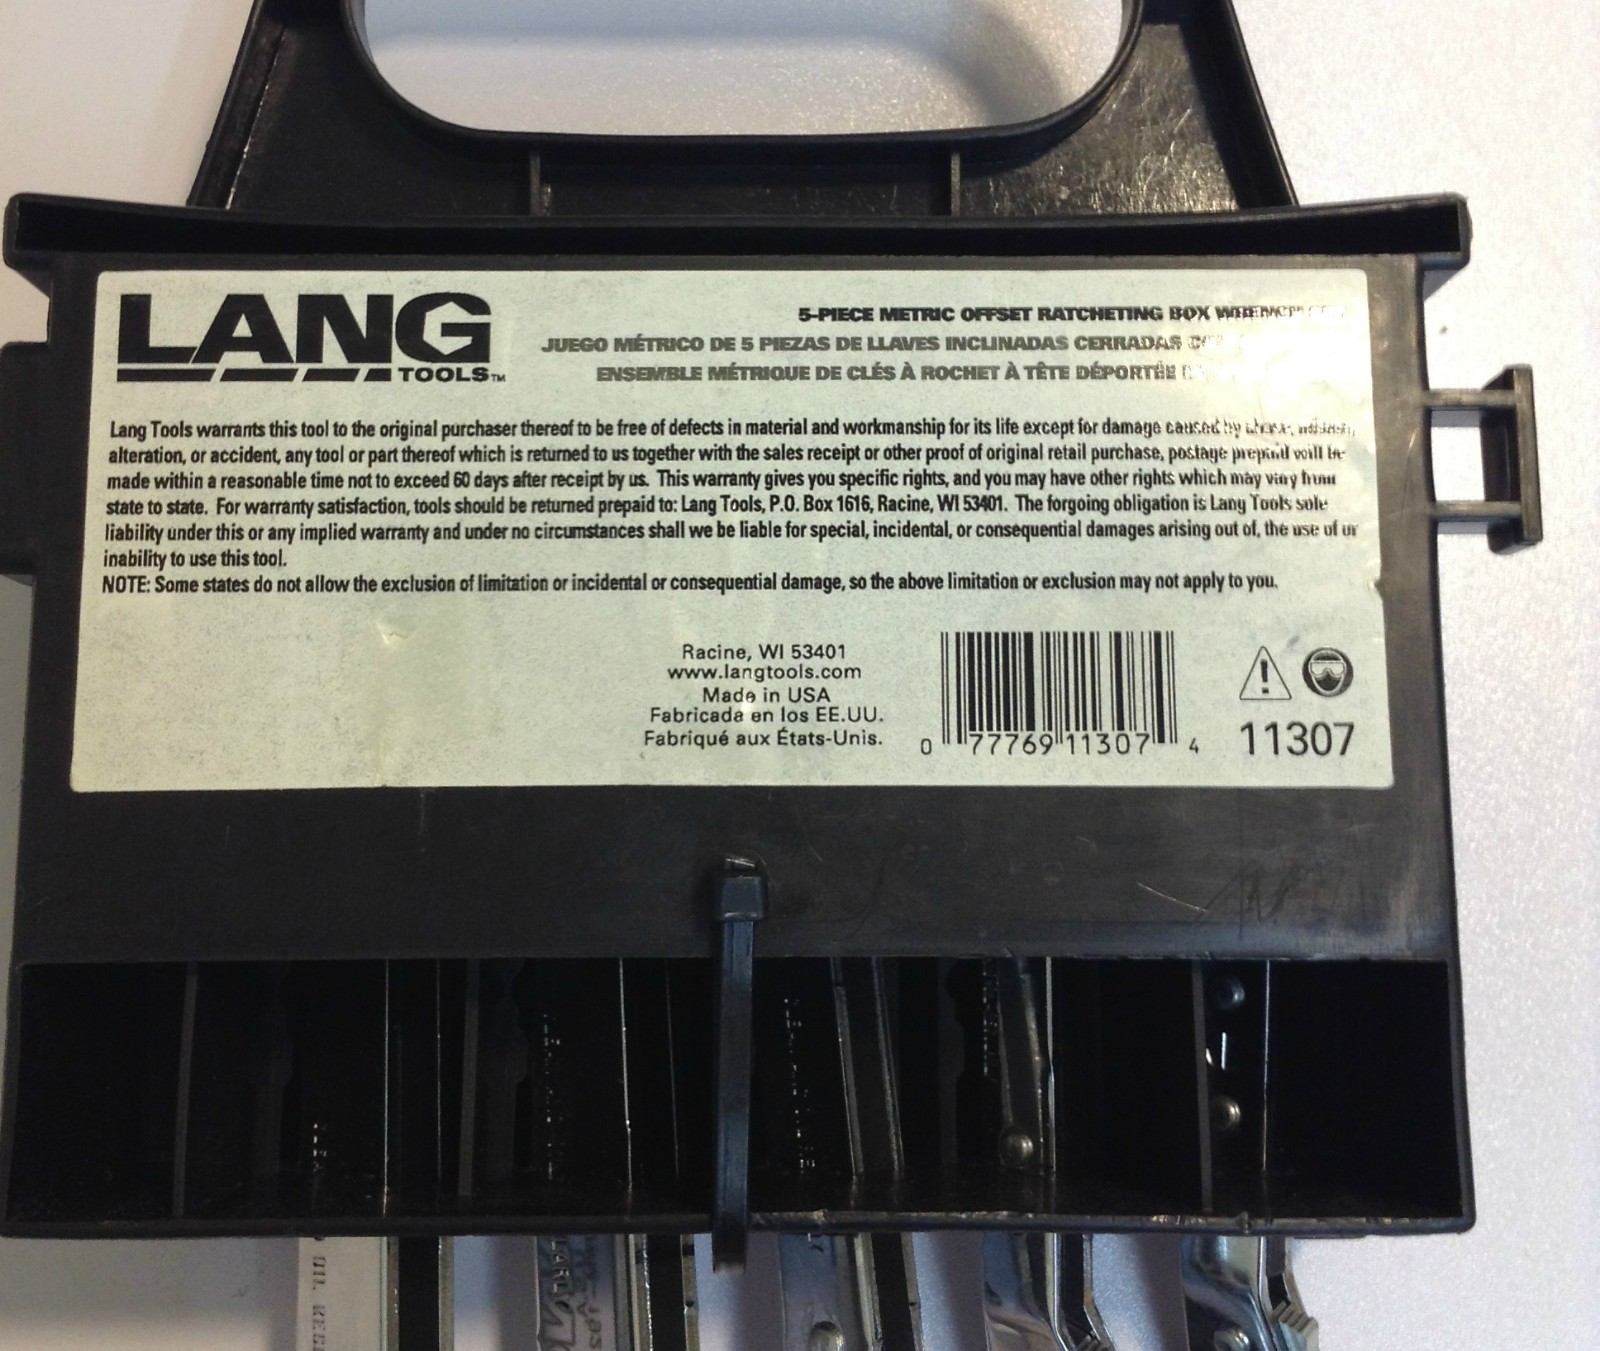 LANG
TOOLS™
5-PIECE METRIC OFFSET RATCHETING BOX WRENCH
JUEGO MÉTRICO DE 5 PIEZAS DE LLAVES INCLINADAS CERRADAS
ENSEMBLE MÉTRIQUE DE CLÉS À ROCHET À TÊTE DÉPORTÉE
Lang Tools warrants this tool to the original purchaser thereof to be free of defects in material and workmanship for its life except for damage caused by
alteration, or accident, any tool or part thereof which is returned to us together with the sales receipt or other proof of original retail purchase, postage prepaid will be
made within a reasonable time not to exceed 60 days after receipt by us. This warranty gives you specific rights, and you may have other rights which may vary from
state to state. For warranty satisfaction, tools should be returned prepaid to: Lang Tools, P.O. Box 1616, Racine, WI 53401. The forgoing obligation is Lang Tools sole
liability under this or any implied warranty and under no circumstances shall we be liable for special, incidental, or consequential damages arising out of, the use of or
inability to use this tool.
NOTE: Some states do not allow the exclusion of limitation or incidental or consequential damage, so the above limitation or exclusion may not apply to you.
Racine, WI 53401
www.langtools.com
Made in USA
Fabricada en los EE.UU.
Fabriqué aux États-Unis.
0 77769 11307 4
11307